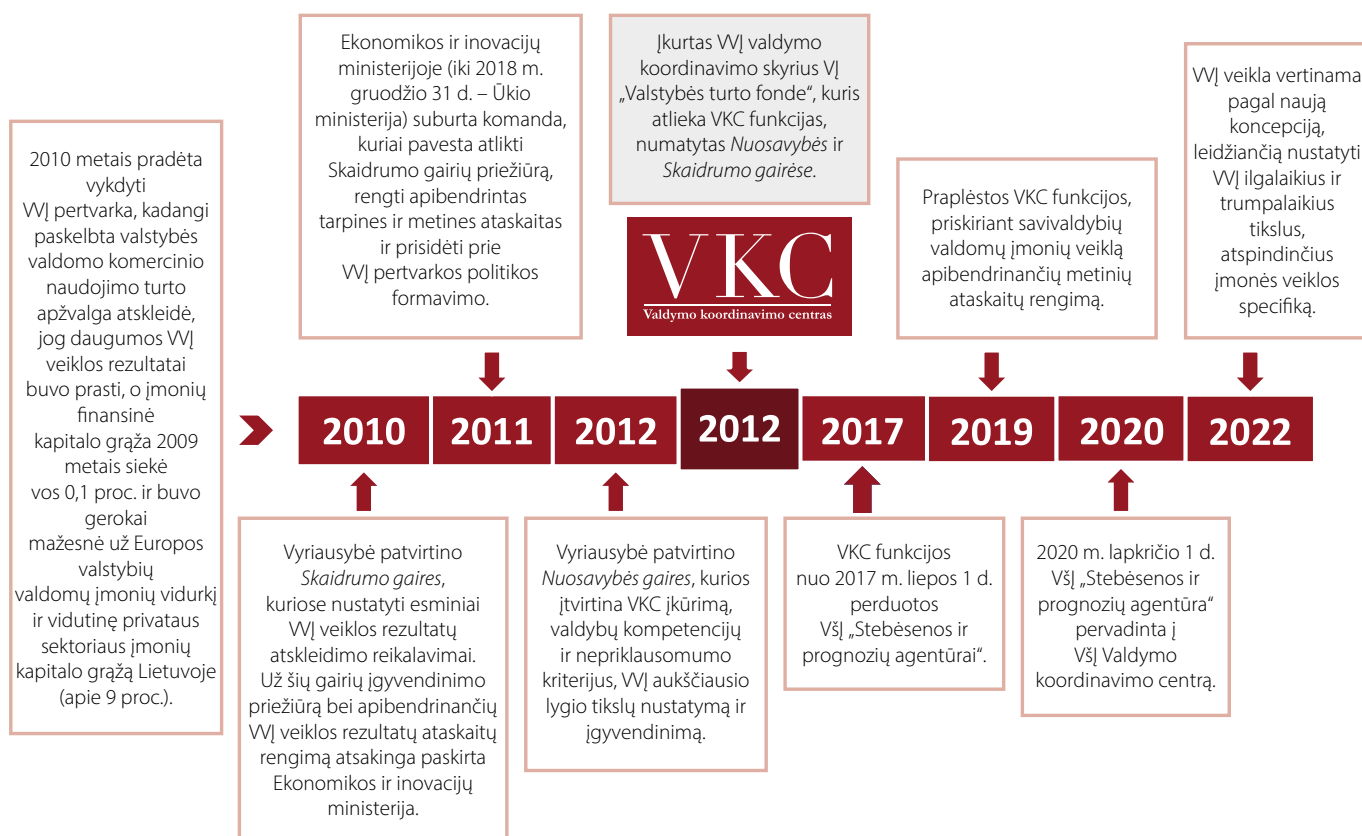 2010 metais pradėta
vykdyti
VVĮ pertvarka, kadangi
paskelbta valstybės
valdomo komercinio
naudojimo turto
apžvalga atskleidė,
jog daugumos VVĮ
veiklos rezultatai
buvo prasti, o įmonių
finansinė
kapitalo grąža 2009
metais siekė
vos 0,1 proc. ir buvo
gerokai
mažesnė už Europos
valstybių
valdomų įmonių vidurkį
ir vidutinę privataus
sektoriaus įmonių
kapitalo grąžą Lietuvoje
(apie 9 proc.).
Ekonomikos ir inovacijų
ministerijoje (iki 2018 m.
gruodžio 31 d. – Ūkio
ministerija) suburta komanda,
kuriai pavesta atlikti
Skaidrumo gairių priežiūrą,
rengti apibendrintas
tarpines ir metines ataskaitas
ir prisidėti prie
VVĮ pertvarkos politikos
formavimo.
Įkurtas VVĮ valdymo
koordinavimo skyrius VĮ
„Valstybės turto fonde“, kuris
atlieka VKC funkcijas,
numatytas Nuosavybės ir
Skaidrumo gairėse.
VKC
Valdymo koordinavimo centras
Praplėstos VKC funkcijos,
priskiriant savivaldybių
valdomų įmonių veiklą
apibendrinančių metinių
ataskaitų rengimą.
VVĮ veikla vertinama
pagal naują
koncepciją,
leidžiančią nustatyti
VVĮ ilgalaikius ir
trumpalaikius
tikslus,
atspindinčius
įmonės veiklos
specifiką.
2010 2011 2012 2012 2017 2019 2020 2022
Vyriausybė patvirtino
Skaidrumo gaires,
kuriose nustatyti esminiai
VVĮ veiklos rezultatų
atskleidimo reikalavimai.
Už šių gairių įgyvendinimo
priežiūrą bei apibendrinančių
VVĮ veiklos rezultatų ataskaitų
rengimą atsakinga paskirta
Ekonomikos ir inovacijų
ministerija.
Vyriausybė patvirtino
Nuosavybės gaires, kurios
įtvirtina VKC įkūrimą,
valdybų kompetencijų
ir nepriklausomumo
kriterijus, VVĮ aukščiausio
lygio tikslų nustatymą ir
įgyvendinimą.
VKC funkcijos
nuo 2017 m. liepos 1 d.
perduotos
VšĮ „Stebėsenos ir
prognozių agentūrai“.
2020 m. lapkričio 1 d.
VšĮ „Stebėsenos ir
prognozių agentūra“
pervadinta į
VšĮ Valdymo
koordinavimo centrą.